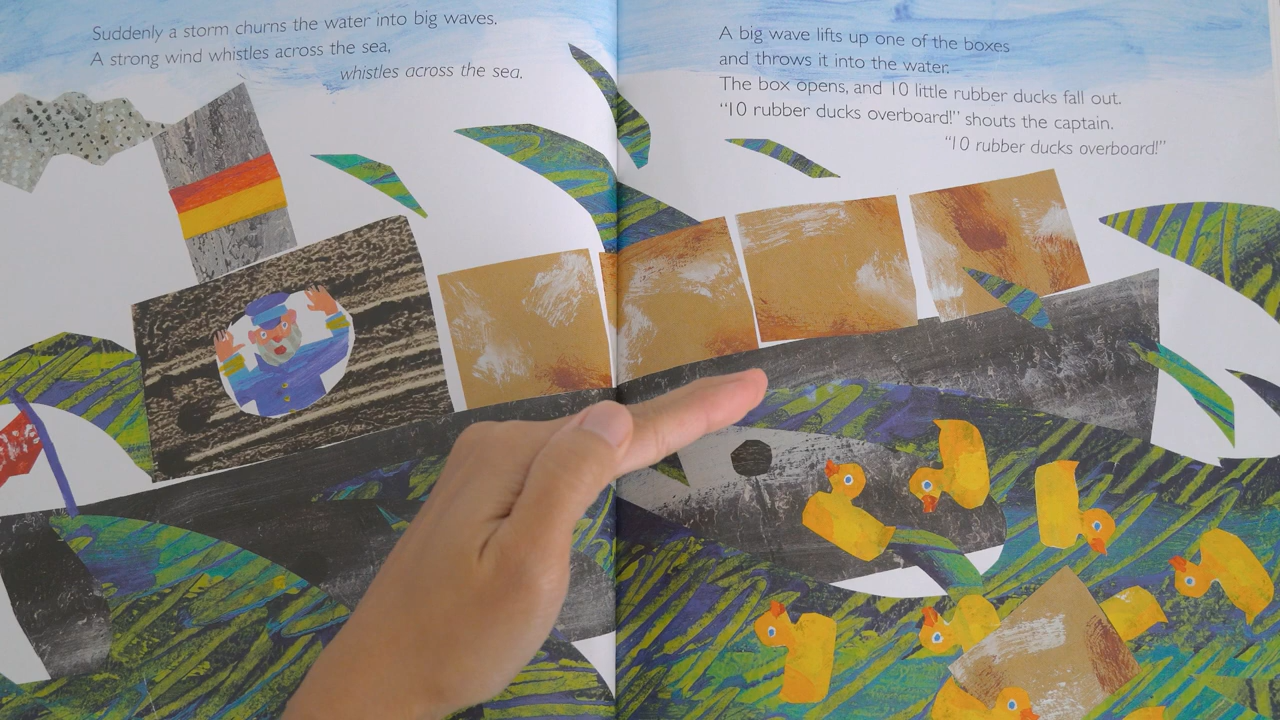 Suddenly a storm churns the water into big waves.
A strong wind whistles across the sea,
whistles across the sea.
A big wave lifts up one of the boxes
and throws it into the water.
The box opens, and 10 little rubber ducks fall out.
“10 rubber ducks overboard!” shouts the captain.
“10 rubber ducks overboard!”